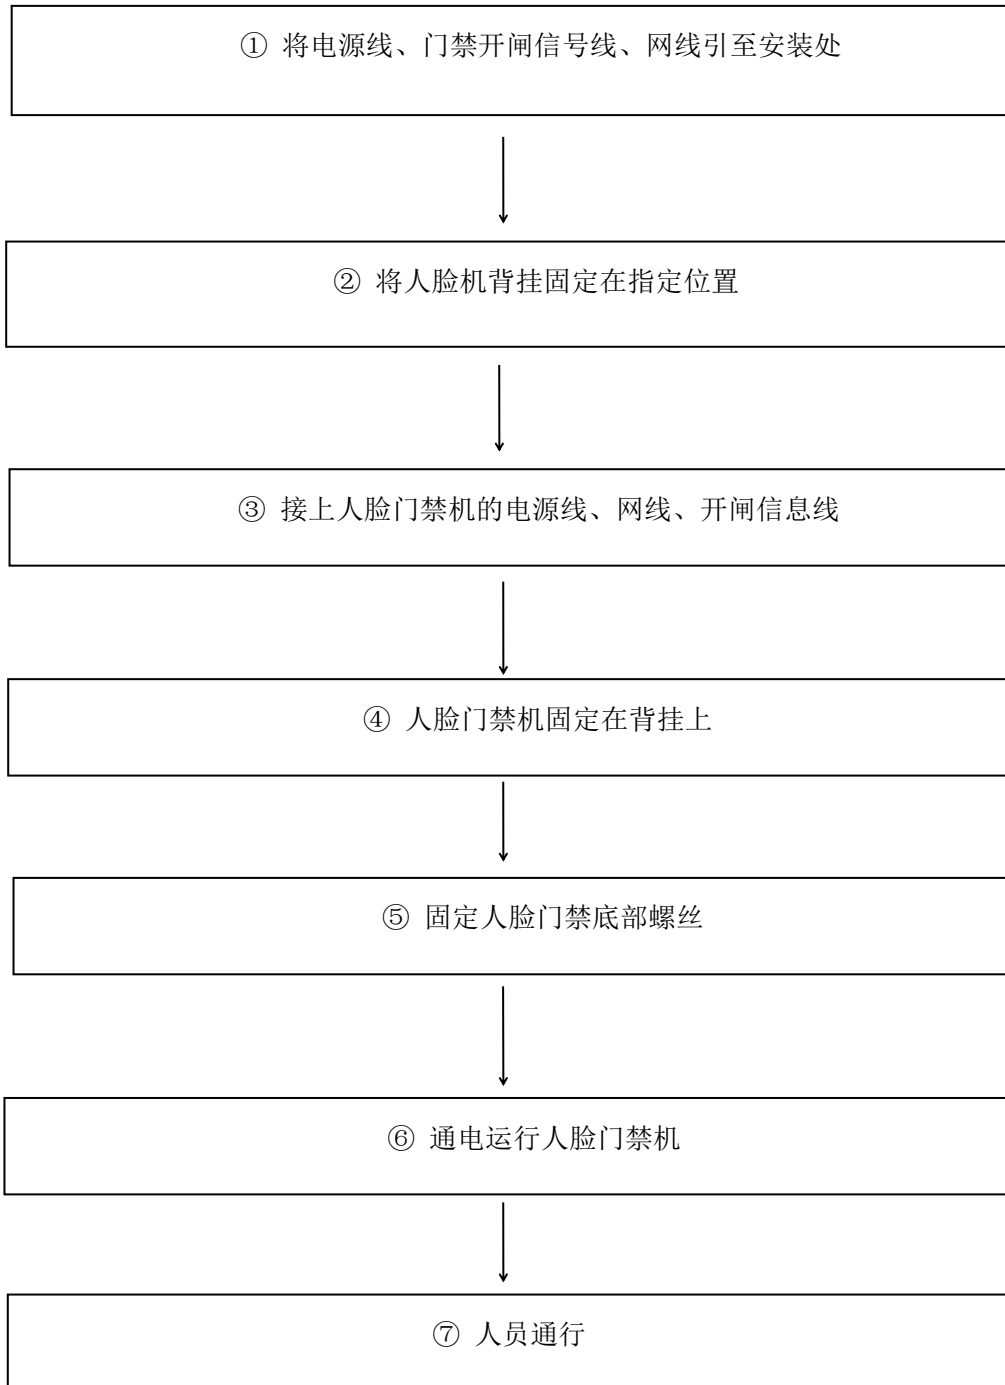 ① 将电源线、门禁开闸信号线、网线引至安装处
② 将人脸机背挂固定在指定位置
③ 接上人脸门禁机的电源线、网线、开闸信息线
④ 人脸门禁机固定在背挂上
⑤ 固定人脸门禁底部螺丝
⑥ 通电运行人脸门禁机
⑦ 人员通行